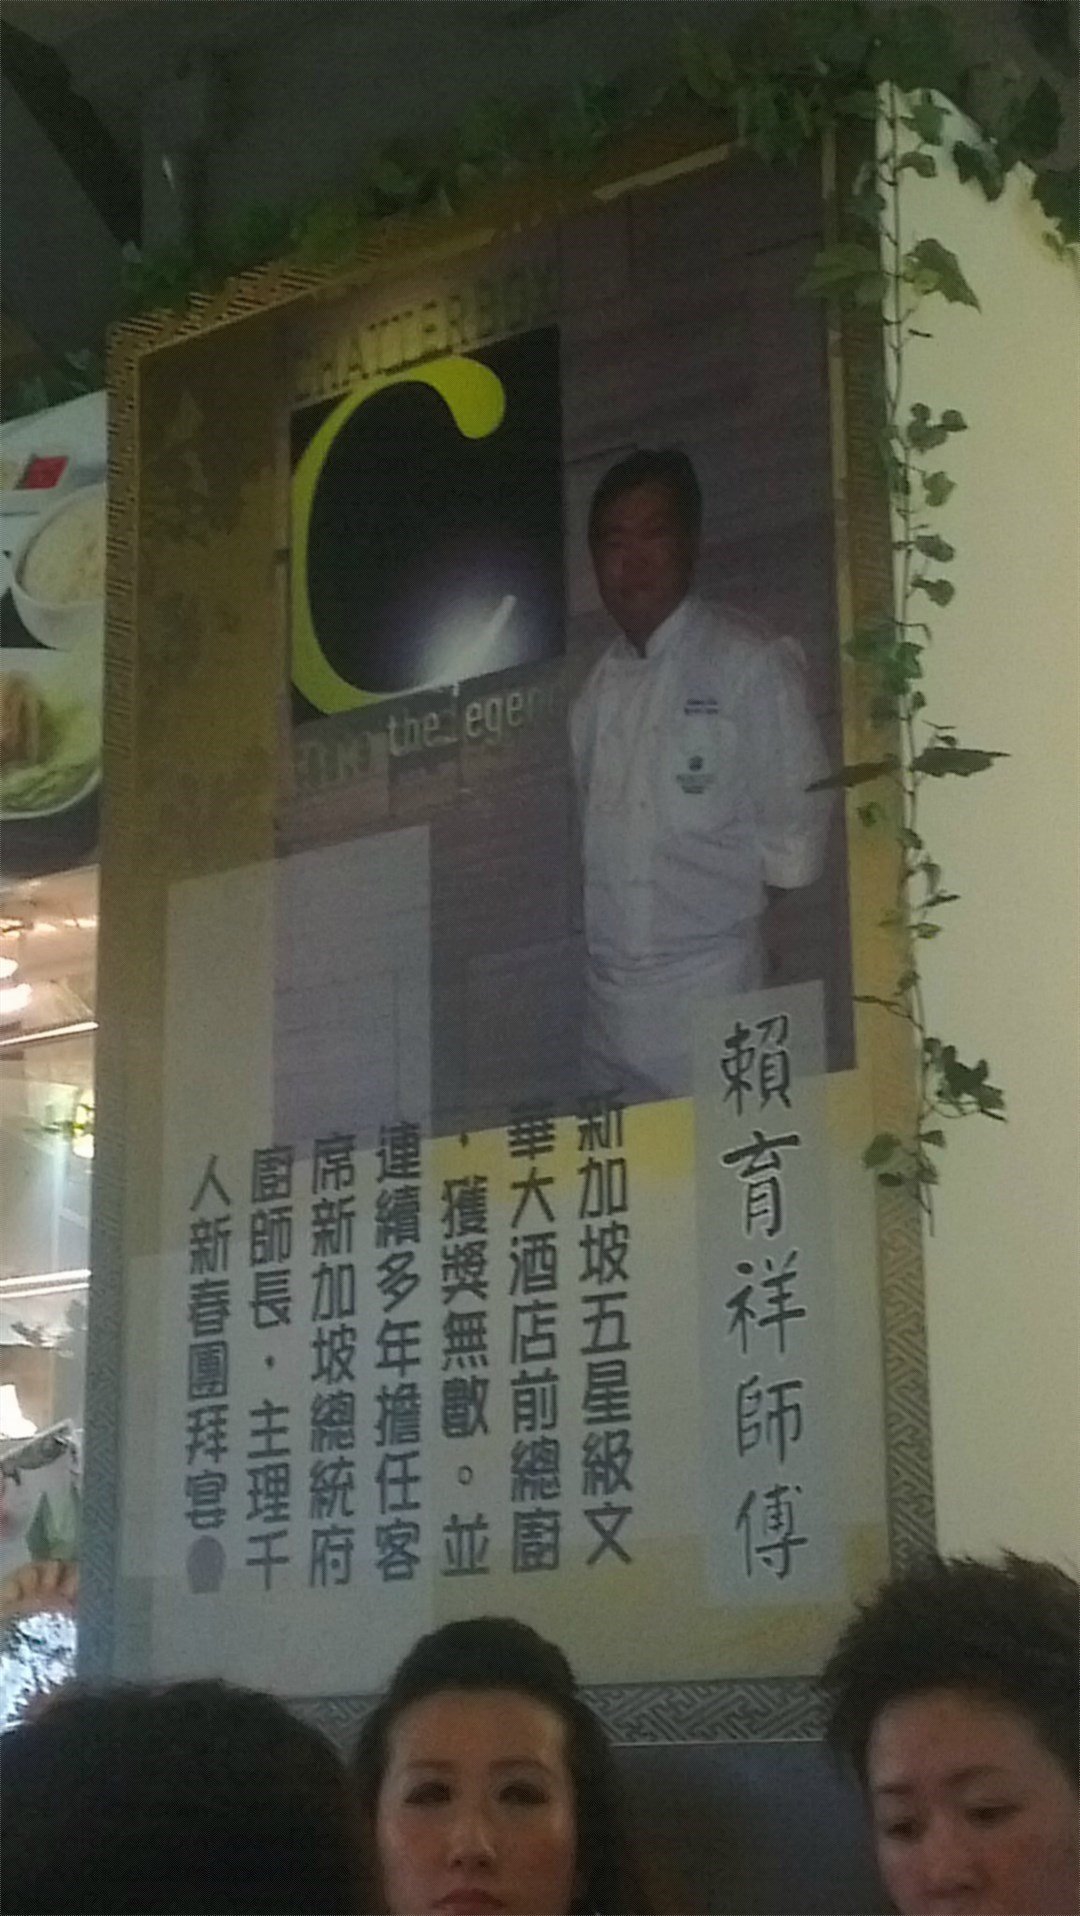 CHATTERBOX
the Legend
賴育祥師傅
新加坡五星級文
華大酒店前總廚
，獲獎無數。並
連續多年擔任客
席新加坡總統府
廚師長，主理千
人新春團拜宴